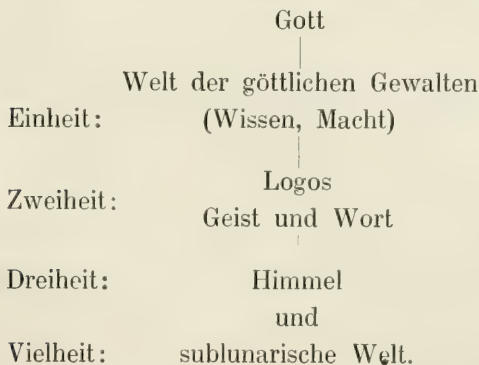 Gott
Welt der göttlichen Gewalten
Einheit: (Wissen, Macht)
Logos
Zweiheit:
Geist und Wort
Dreiheit: Himmel
und
Vielheit: sublunarische Welt.